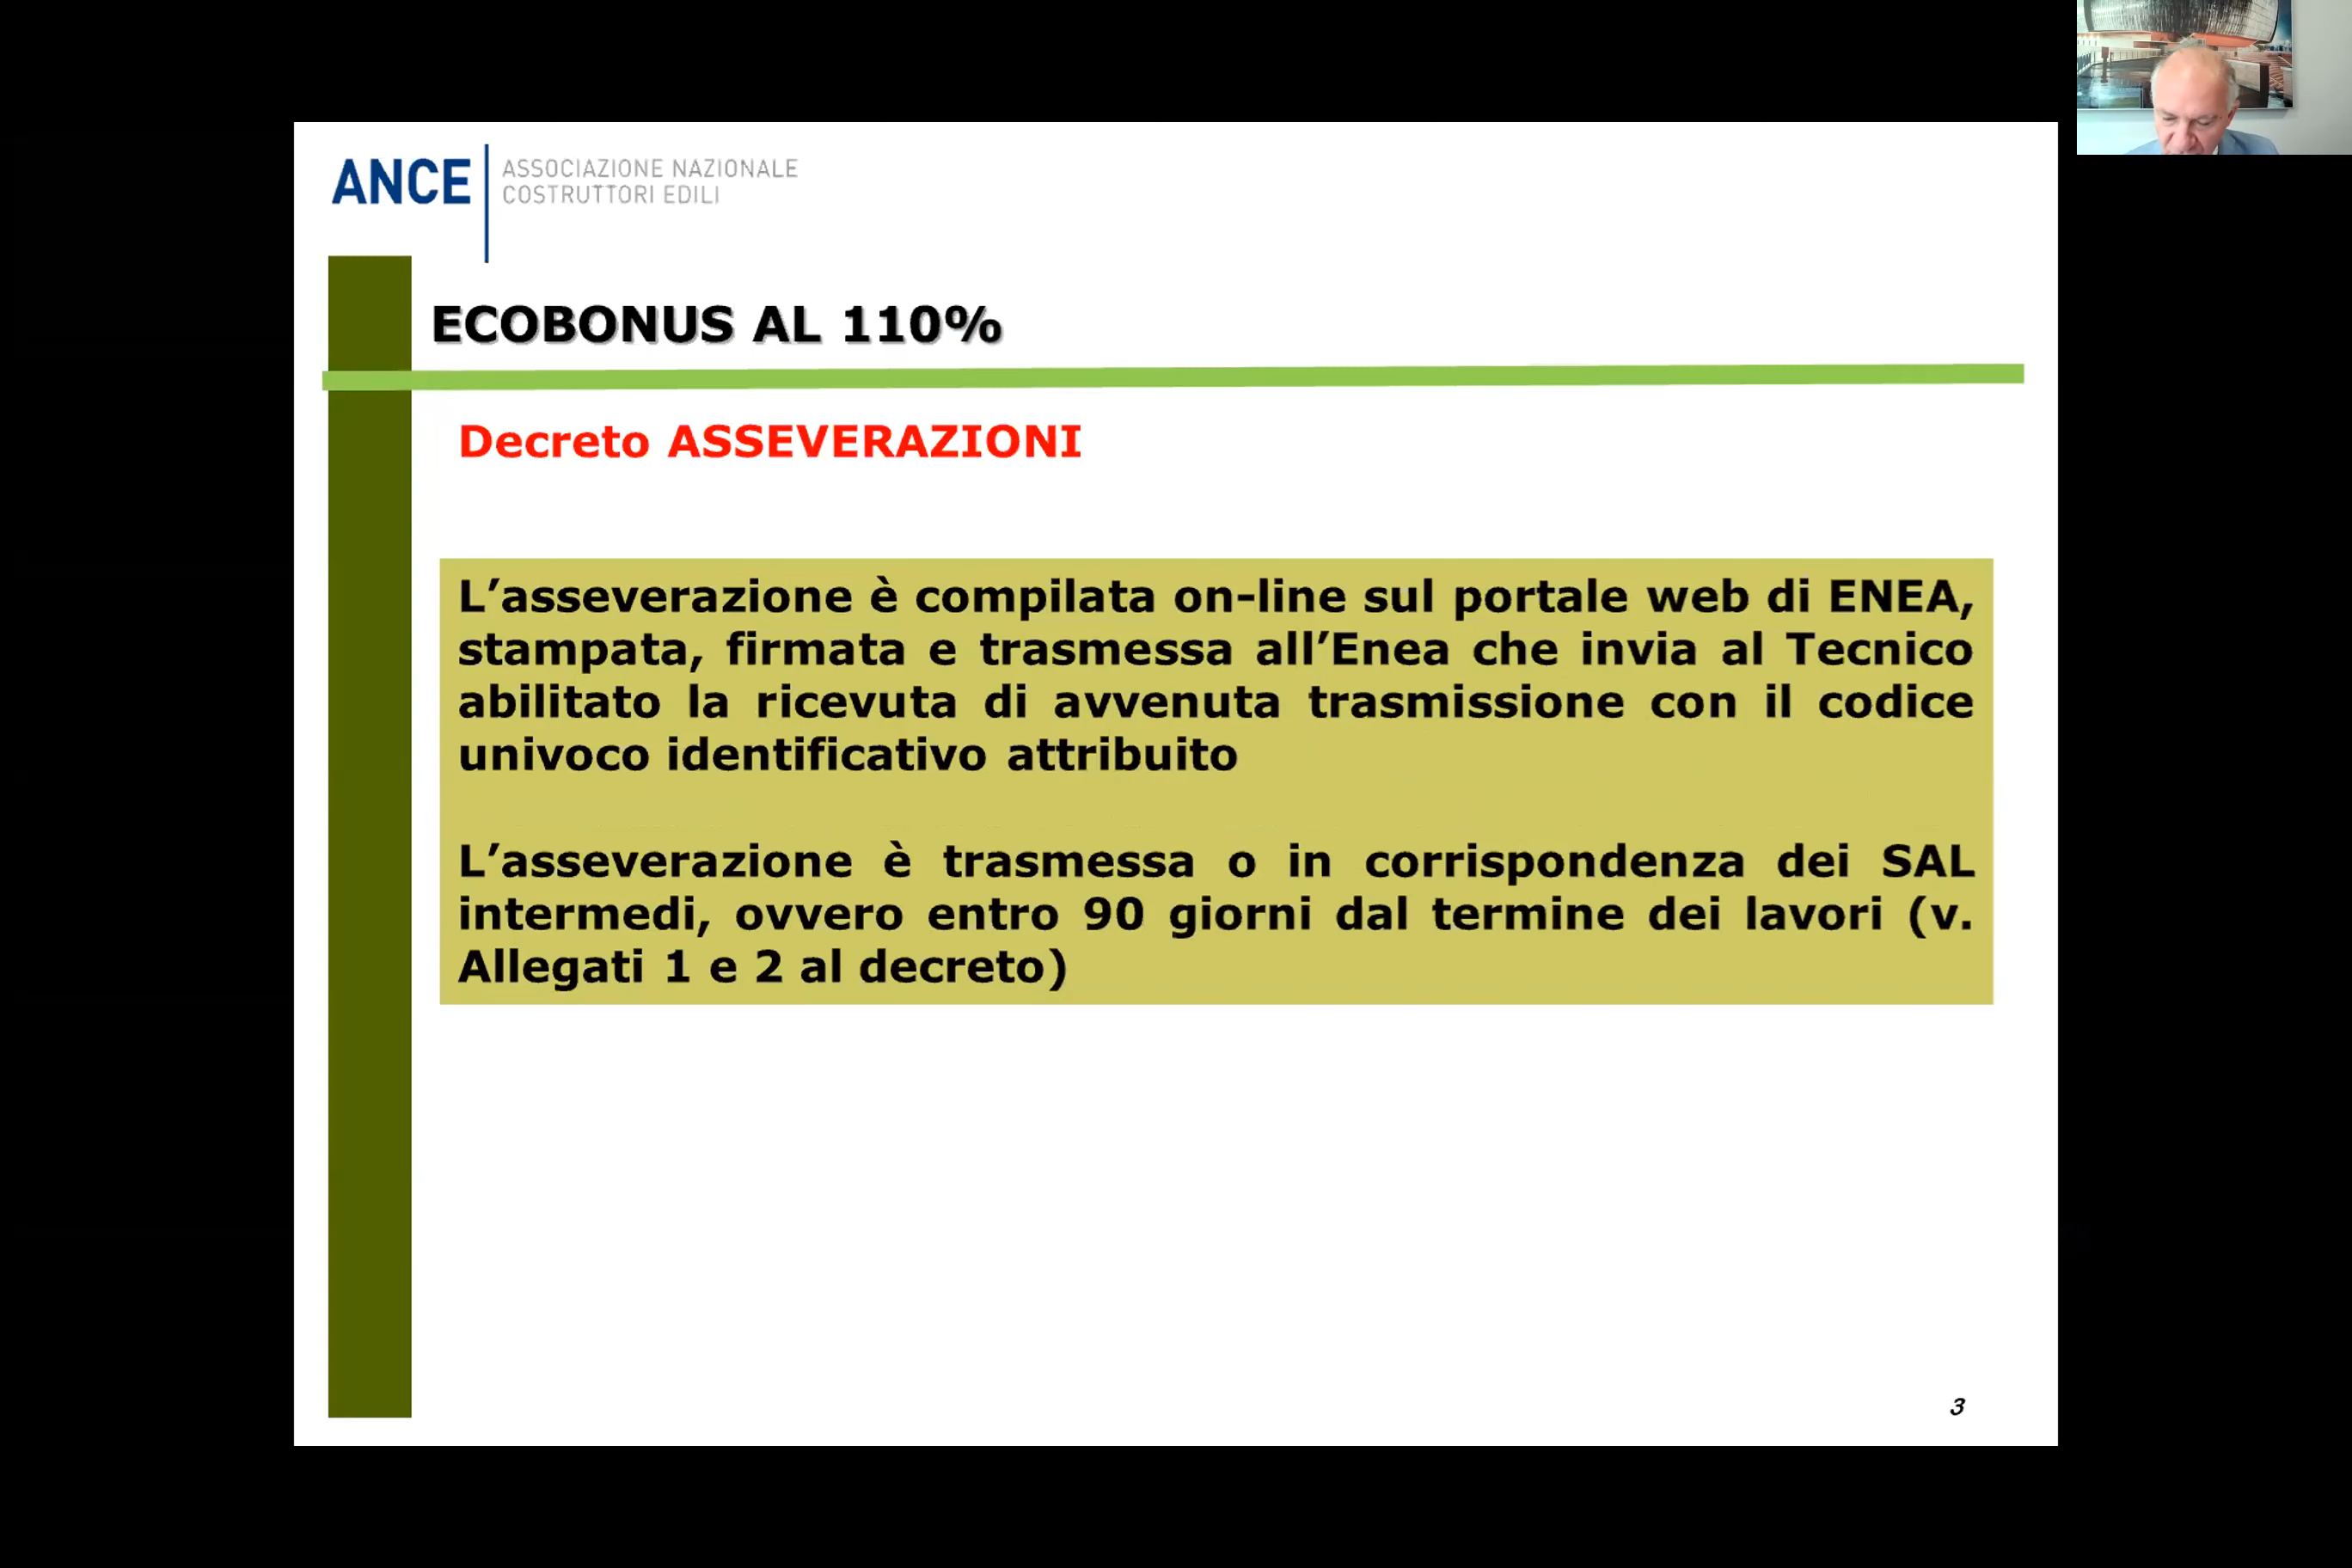 ANCE
ASSOCIAZIONE NAZIONALE
COSTRUTTORI EDILI
ECOBONUS AL 110%
Decreto ASSEVERAZIONI
L’asseverazione è compilata on-line sul portale web di ENEA,
stampata, firmata e trasmessa all’Enea che invia al Tecnico
abilitato la ricevuta di avvenuta trasmissione con il codice
univoco identificativo attribuito
L’asseverazione è trasmessa o in corrispondenza dei SAL
intermedi, ovvero entro 90 giorni dal termine dei lavori (v.
Allegati 1 e 2 al decreto)
3